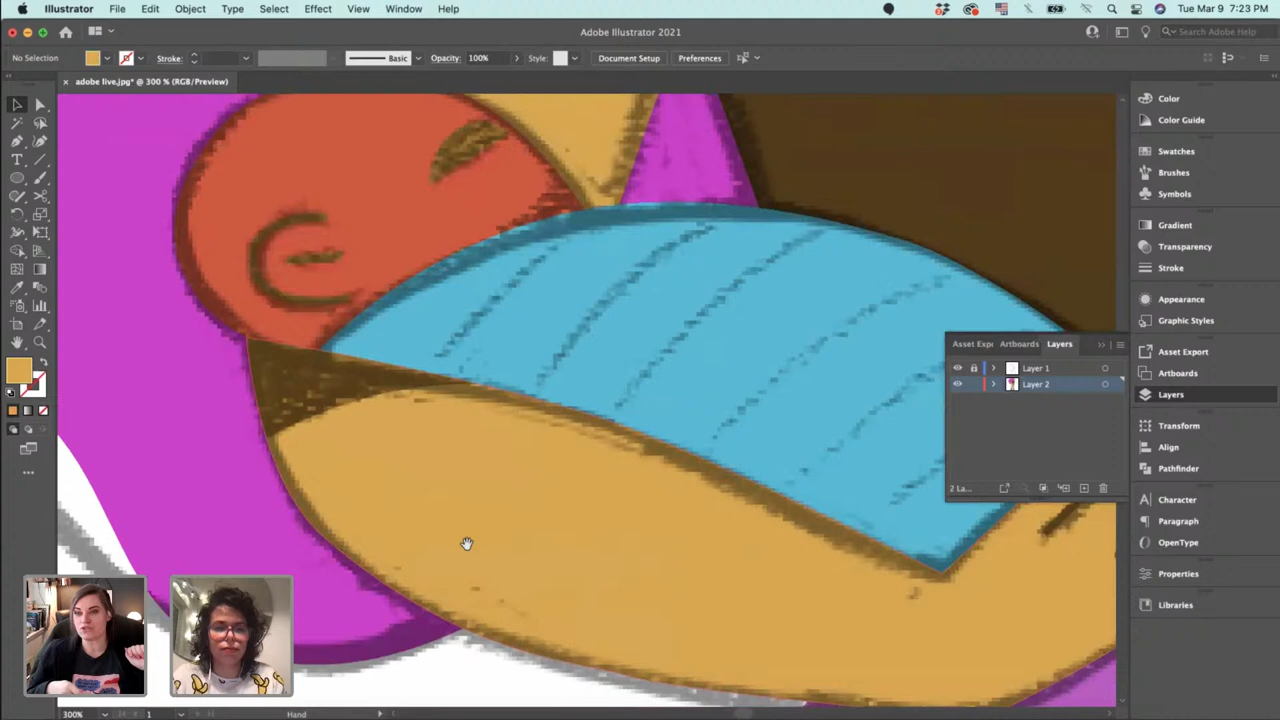 Illustrator File Edit Object Type Select Effect View Window Help Tue Mar 9 7:23 PM
Adobe Illustrator 2021 Search Adobe Help
No Selection Stroke: Basic Opacity: 100% Style: Document Setup Preferences
× adobe live.jpg* @ 300 % (RGB/Preview)
Color
Color Guide
Swatches
Brushes
Symbols
Gradient
Transparency
Stroke
Appearance
Graphic Styles
Asset Export
Artboards
Layers
Transform
Align
Pathfinder
Character
Paragraph
OpenType
Properties
Libraries
Asset Expo Artboards Layers
Layer 1
Layer 2
2 La...
300% 1 Hand